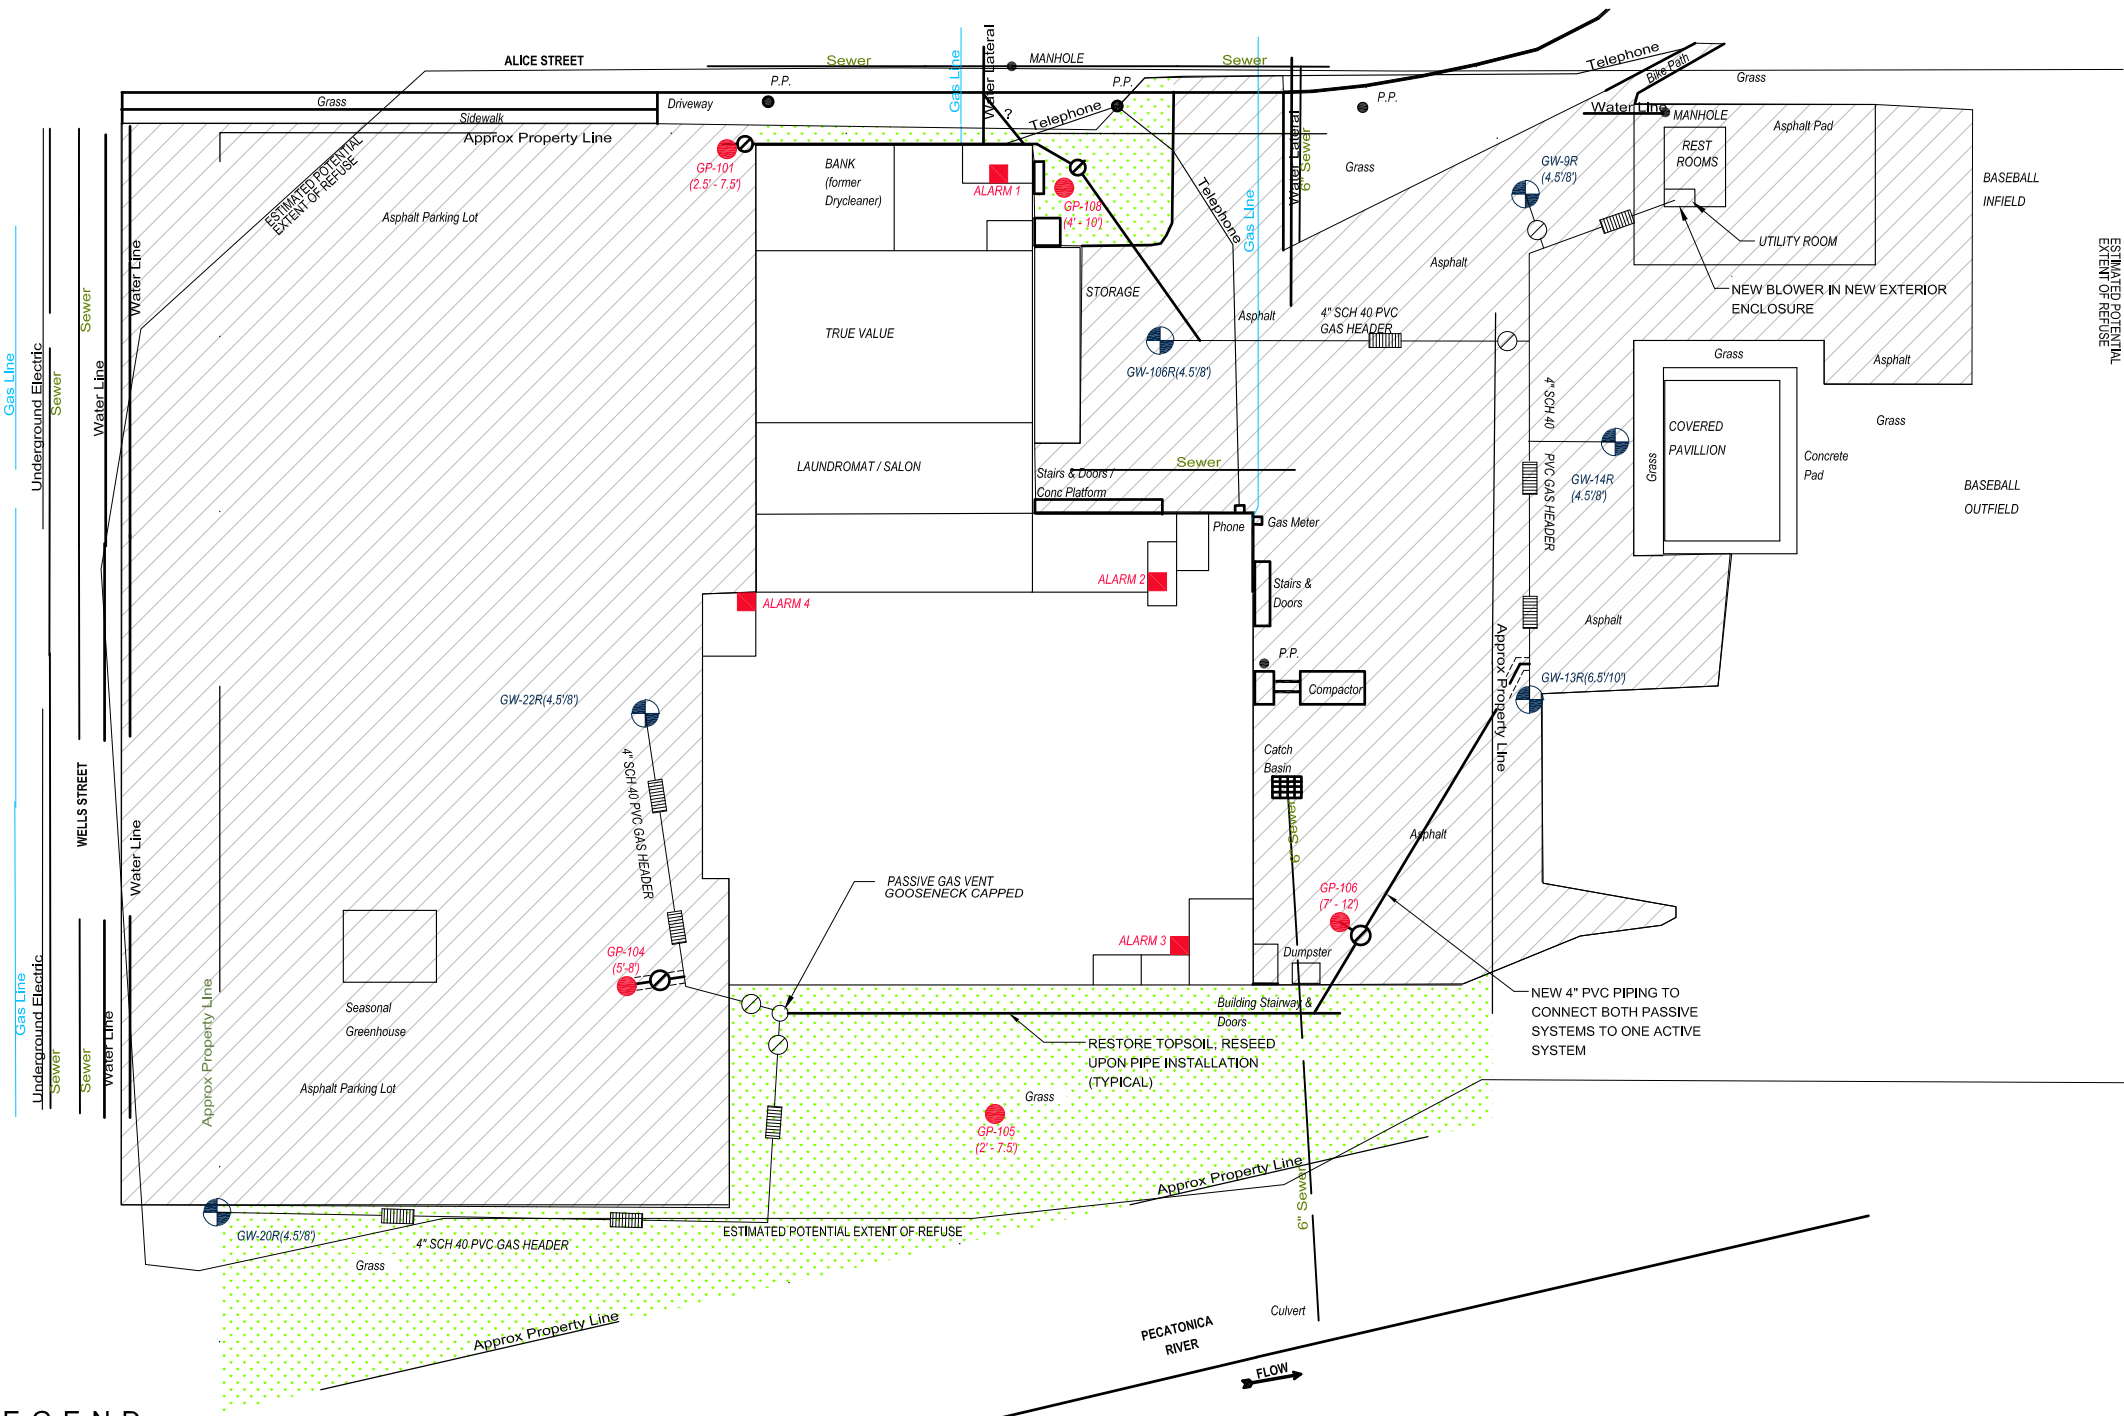 ALICE STREET
Sewer
Gas Line
Water Lateral
MANHOLE
Sewer
Telephone
Bike Path
Grass
P.P.
P.P.
P.P.
Grass
Driveway
Sidewalk
Approx Property Line
?
Telephone
Water Line
MANHOLE
Asphalt Pad
ESTIMATED POTENTIAL
EXTENT OF REFUSE
GP-101
(2.5' - 7.5')
BANK
(former
Drycleaner)
ALARM 1
GP-108
(4' - 10')
Telephone
Gas Line
Water Lateral
6" Sewer
Grass
GW-9R
(4.5'/8')
REST
ROOMS
BASEBALL
INFIELD
Asphalt Parking Lot
UTILITY ROOM
NEW BLOWER IN NEW EXTERIOR
ENCLOSURE
ESTIMATED POTENTIAL
EXTENT OF REFUSE
Water Line
Sewer
Asphalt
STORAGE
Asphalt
4" SCH 40 PVC
GAS HEADER
TRUE VALUE
GW-106R(4.5'/8')
Gas Line
Underground Electric
Sewer
Water Line
Grass
Asphalt
Grass
4" SCH 40
PVC GAS HEADER
COVERED
PAVILLION
Grass
Concrete
Pad
GW-14R
(4.5'/8')
BASEBALL
OUTFIELD
LAUNDROMAT / SALON
Sewer
Stairs & Doors /
Conc Platform
Phone
Gas Meter
ALARM 2
ALARM 4
Stairs &
Doors
Asphalt
Approx Property Line
P.P.
Compactor
GW-13R(6.5'/10')
GW-22R(4.5'/8')
4" SCH 40 PVC GAS HEADER
WELLS STREET
Water Line
Catch
Basin
6" Sewer
Asphalt
PASSIVE GAS VENT
GOOSENECK CAPPED
GP-106
(7' - 12')
ALARM 3
Dumpster
GP-104
(5'-8')
Seasonal
Greenhouse
Building Stairway &
Doors
NEW 4" PVC PIPING TO
CONNECT BOTH PASSIVE
SYSTEMS TO ONE ACTIVE
SYSTEM
RESTORE TOPSOIL, RESEED
UPON PIPE INSTALLATION
(TYPICAL)
Gas Line
Underground Electric
Sewer
Sewer
Water Line
Approx Property Line
Asphalt Parking Lot
Grass
GP-105
(2' - 7.5')
Approx Property Line
6" Sewer
GW-20R(4.5'/8')
4" SCH 40 PVC GAS HEADER
ESTIMATED POTENTIAL EXTENT OF REFUSE
Grass
Approx Property Line
Culvert
PECATONICA
RIVER
FLOW